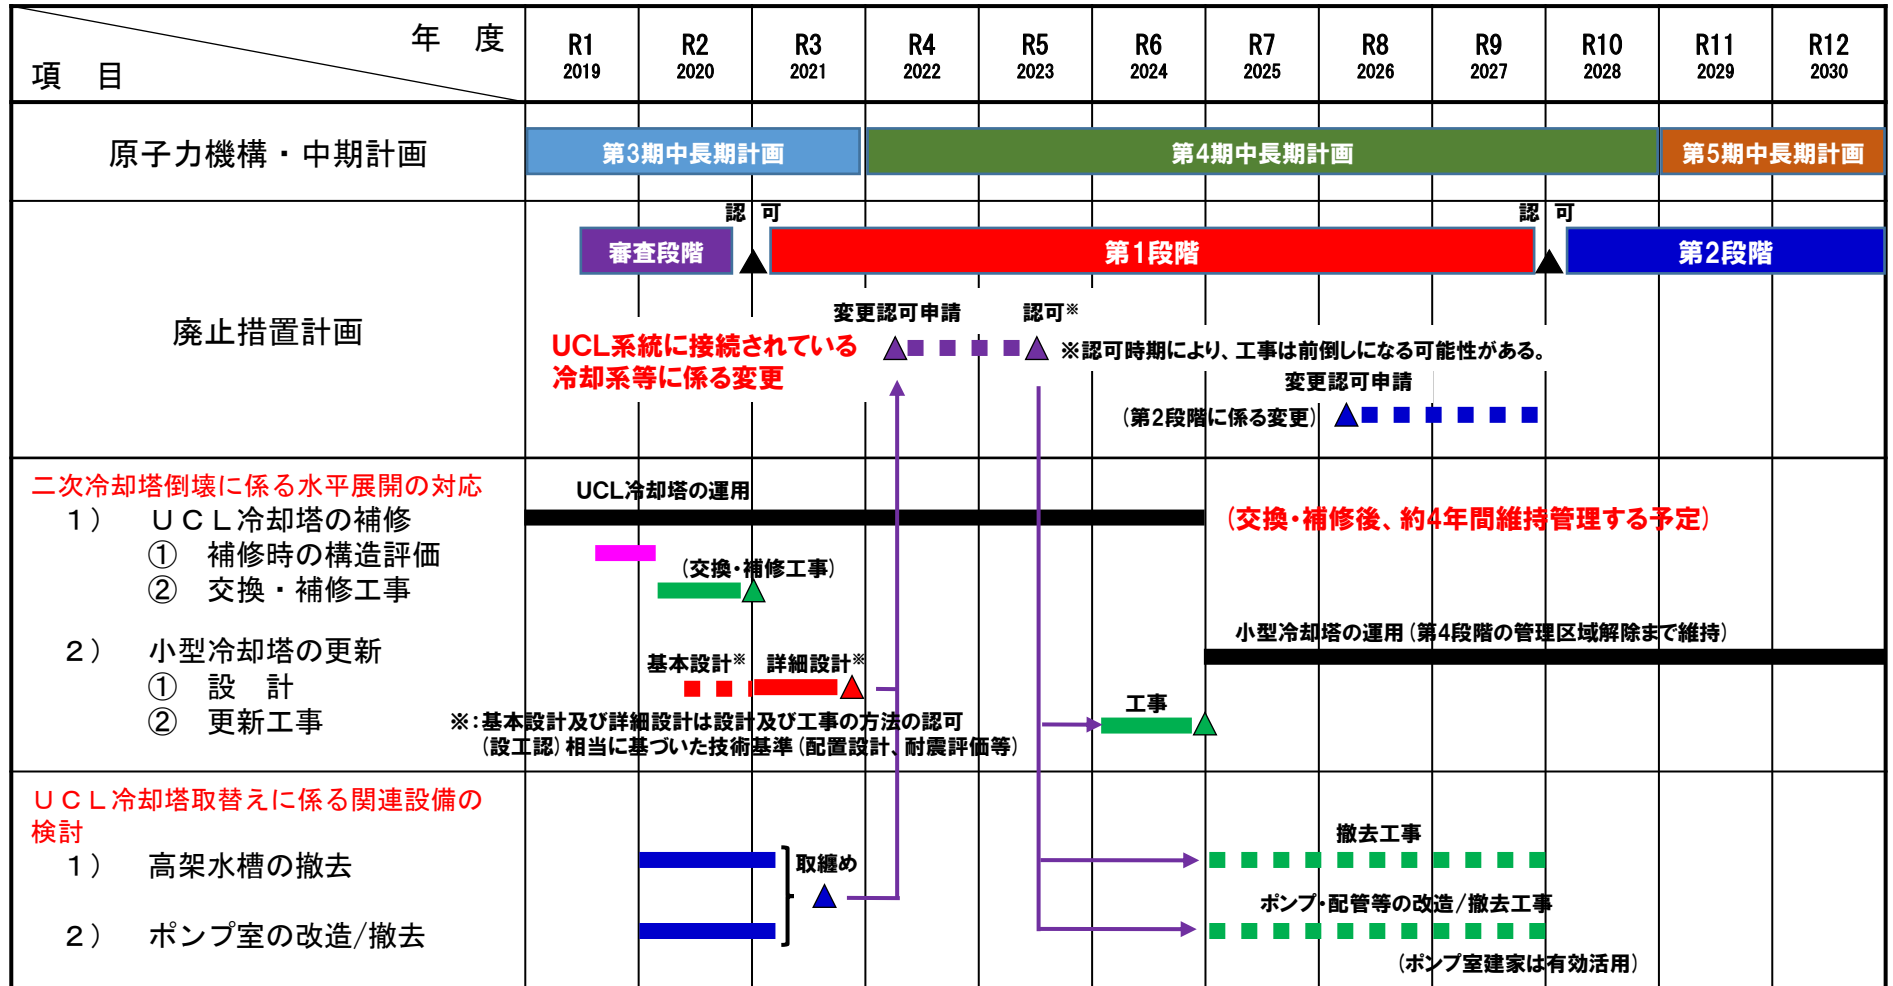 年　度
項　目
R1 R2 R3 R4 R5 R6 R7 R8 R9 R10 R11 R12
2019 2020 2021 2022 2023 2024 2025 2026 2027 2028 2029 2030
原子力機構・中期計画
第3期中長期計画 第4期中長期計画 第5期中長期計画
廃止措置計画
認　可 認　可
審査段階 第1段階 第2段階
変更認可申請 認可※
UCL系統に接続されている
冷却系等に係る変更
※認可時期により、工事は前倒しになる可能性がある。
変更認可申請
(第2段階に係る変更)
二次冷却塔倒壊に係る水平展開の対応
１）　ＵＣＬ冷却塔の補修
①　補修時の構造評価
②　交換・補修工事
UCL冷却塔の運用
(交換・補修後、約4年間維持管理する予定)
(交換・補修工事)
２）　小型冷却塔の更新
①　設　計
②　更新工事
小型冷却塔の運用(第4段階の管理区域解除まで維持)
基本設計※ 詳細設計※
工事
※:基本設計及び詳細設計は設計及び工事の方法の認可
(設工認)相当に基づいた技術基準(配置設計、耐震評価等)
ＵＣＬ冷却塔取替えに係る関連設備の
検討
１）　高架水槽の撤去
２）　ポンプ室の改造/撤去
取纏め
撤去工事
ポンプ・配管等の改造/撤去工事
(ポンプ室建家は有効活用)